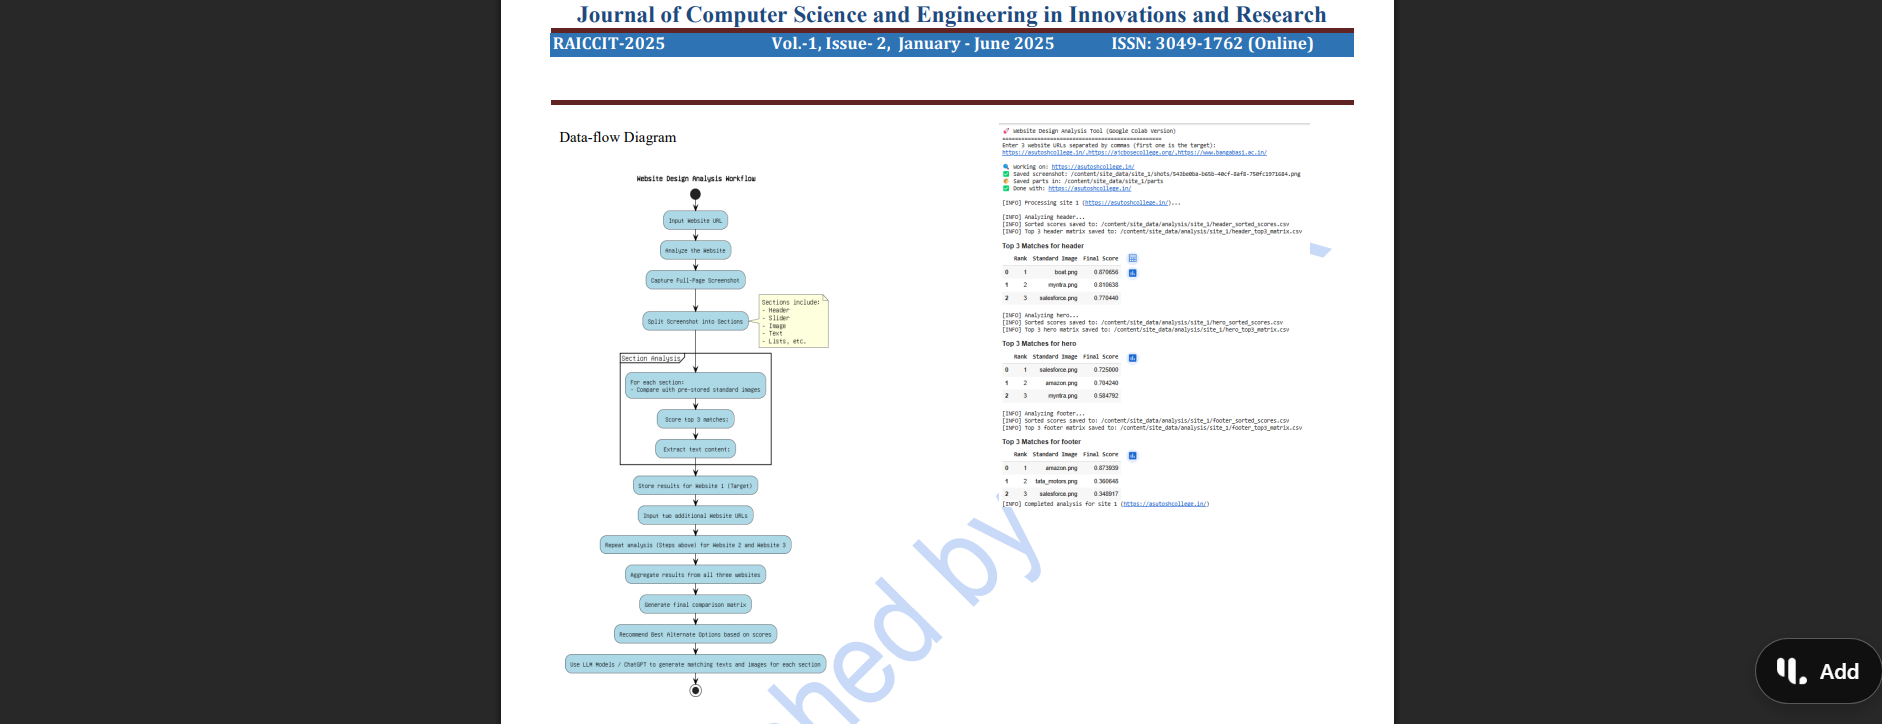 Journal of Computer Science and Engineering in Innovations and Research
RAICCIT-2025 Vol.-1, Issue- 2, January - June 2025 ISSN: 3049-1762 (Online)
Data-flow Diagram
Website Design Analysis Workflow
Input Website URL
Analyze the Website
Capture Full-Page Screenshot
Split Screenshot into Sections
Sections include:
- Header
- Slider
- Image
- Text
- Lists, etc.
Section Analysis
For each section:
- Compare with pre-stored standard images
Score top 3 matches:
Extract text content:
Store results for Website 1 (Target)
Input two additional Website URLs
Repeat analysis (Steps above) for Website 2 and Website 3
Aggregate results from all three websites
Generate final comparison matrix
Recommend Best Alternate Options based on scores
Use LLM Models / ChatGPT to generate matching texts and images for each section
Website Design Analysis Tool (Google Colab Version)
==================================================
Enter 3 website URLs separated by commas (first one is the target):
https://asutoshcollege.in/,https://ajcbosecollege.org/,https://www.bangabasi.ac.in/
Working on: https://asutoshcollege.in/
Saved screenshot: /content/site_data/site_1/shots/543be0ba-b65b-40cf-8af8-750fc1971684.png
Saved parts in: /content/site_data/site_1/parts
Done with: https://asutoshcollege.in/
[INFO] Processing site 1 (https://asutoshcollege.in/)...
[INFO] Analyzing header...
[INFO] Sorted scores saved to: /content/site_data/analysis/site_1/header_sorted_scores.csv
[INFO] Top 3 header matrix saved to: /content/site_data/analysis/site_1/header_top3_matrix.csv
Top 3 Matches for header
Rank Standard Image Final Score
0 1 boat.png 0.870656
1 2 myntra.png 0.810638
2 3 salesforce.png 0.770440
[INFO] Analyzing hero...
[INFO] Sorted scores saved to: /content/site_data/analysis/site_1/hero_sorted_scores.csv
[INFO] Top 3 hero matrix saved to: /content/site_data/analysis/site_1/hero_top3_matrix.csv
Top 3 Matches for hero
Rank Standard Image Final Score
0 1 salesforce.png 0.725000
1 2 amazon.png 0.704240
2 3 myntra.png 0.584792
[INFO] Analyzing footer...
[INFO] Sorted scores saved to: /content/site_data/analysis/site_1/footer_sorted_scores.csv
[INFO] Top 3 footer matrix saved to: /content/site_data/analysis/site_1/footer_top3_matrix.csv
Top 3 Matches for footer
Rank Standard Image Final Score
0 1 amazon.png 0.873939
1 2 tata_motors.png 0.360648
2 3 salesforce.png 0.348917
[INFO] Completed analysis for site 1 (https://asutoshcollege.in/)
hed by
Add